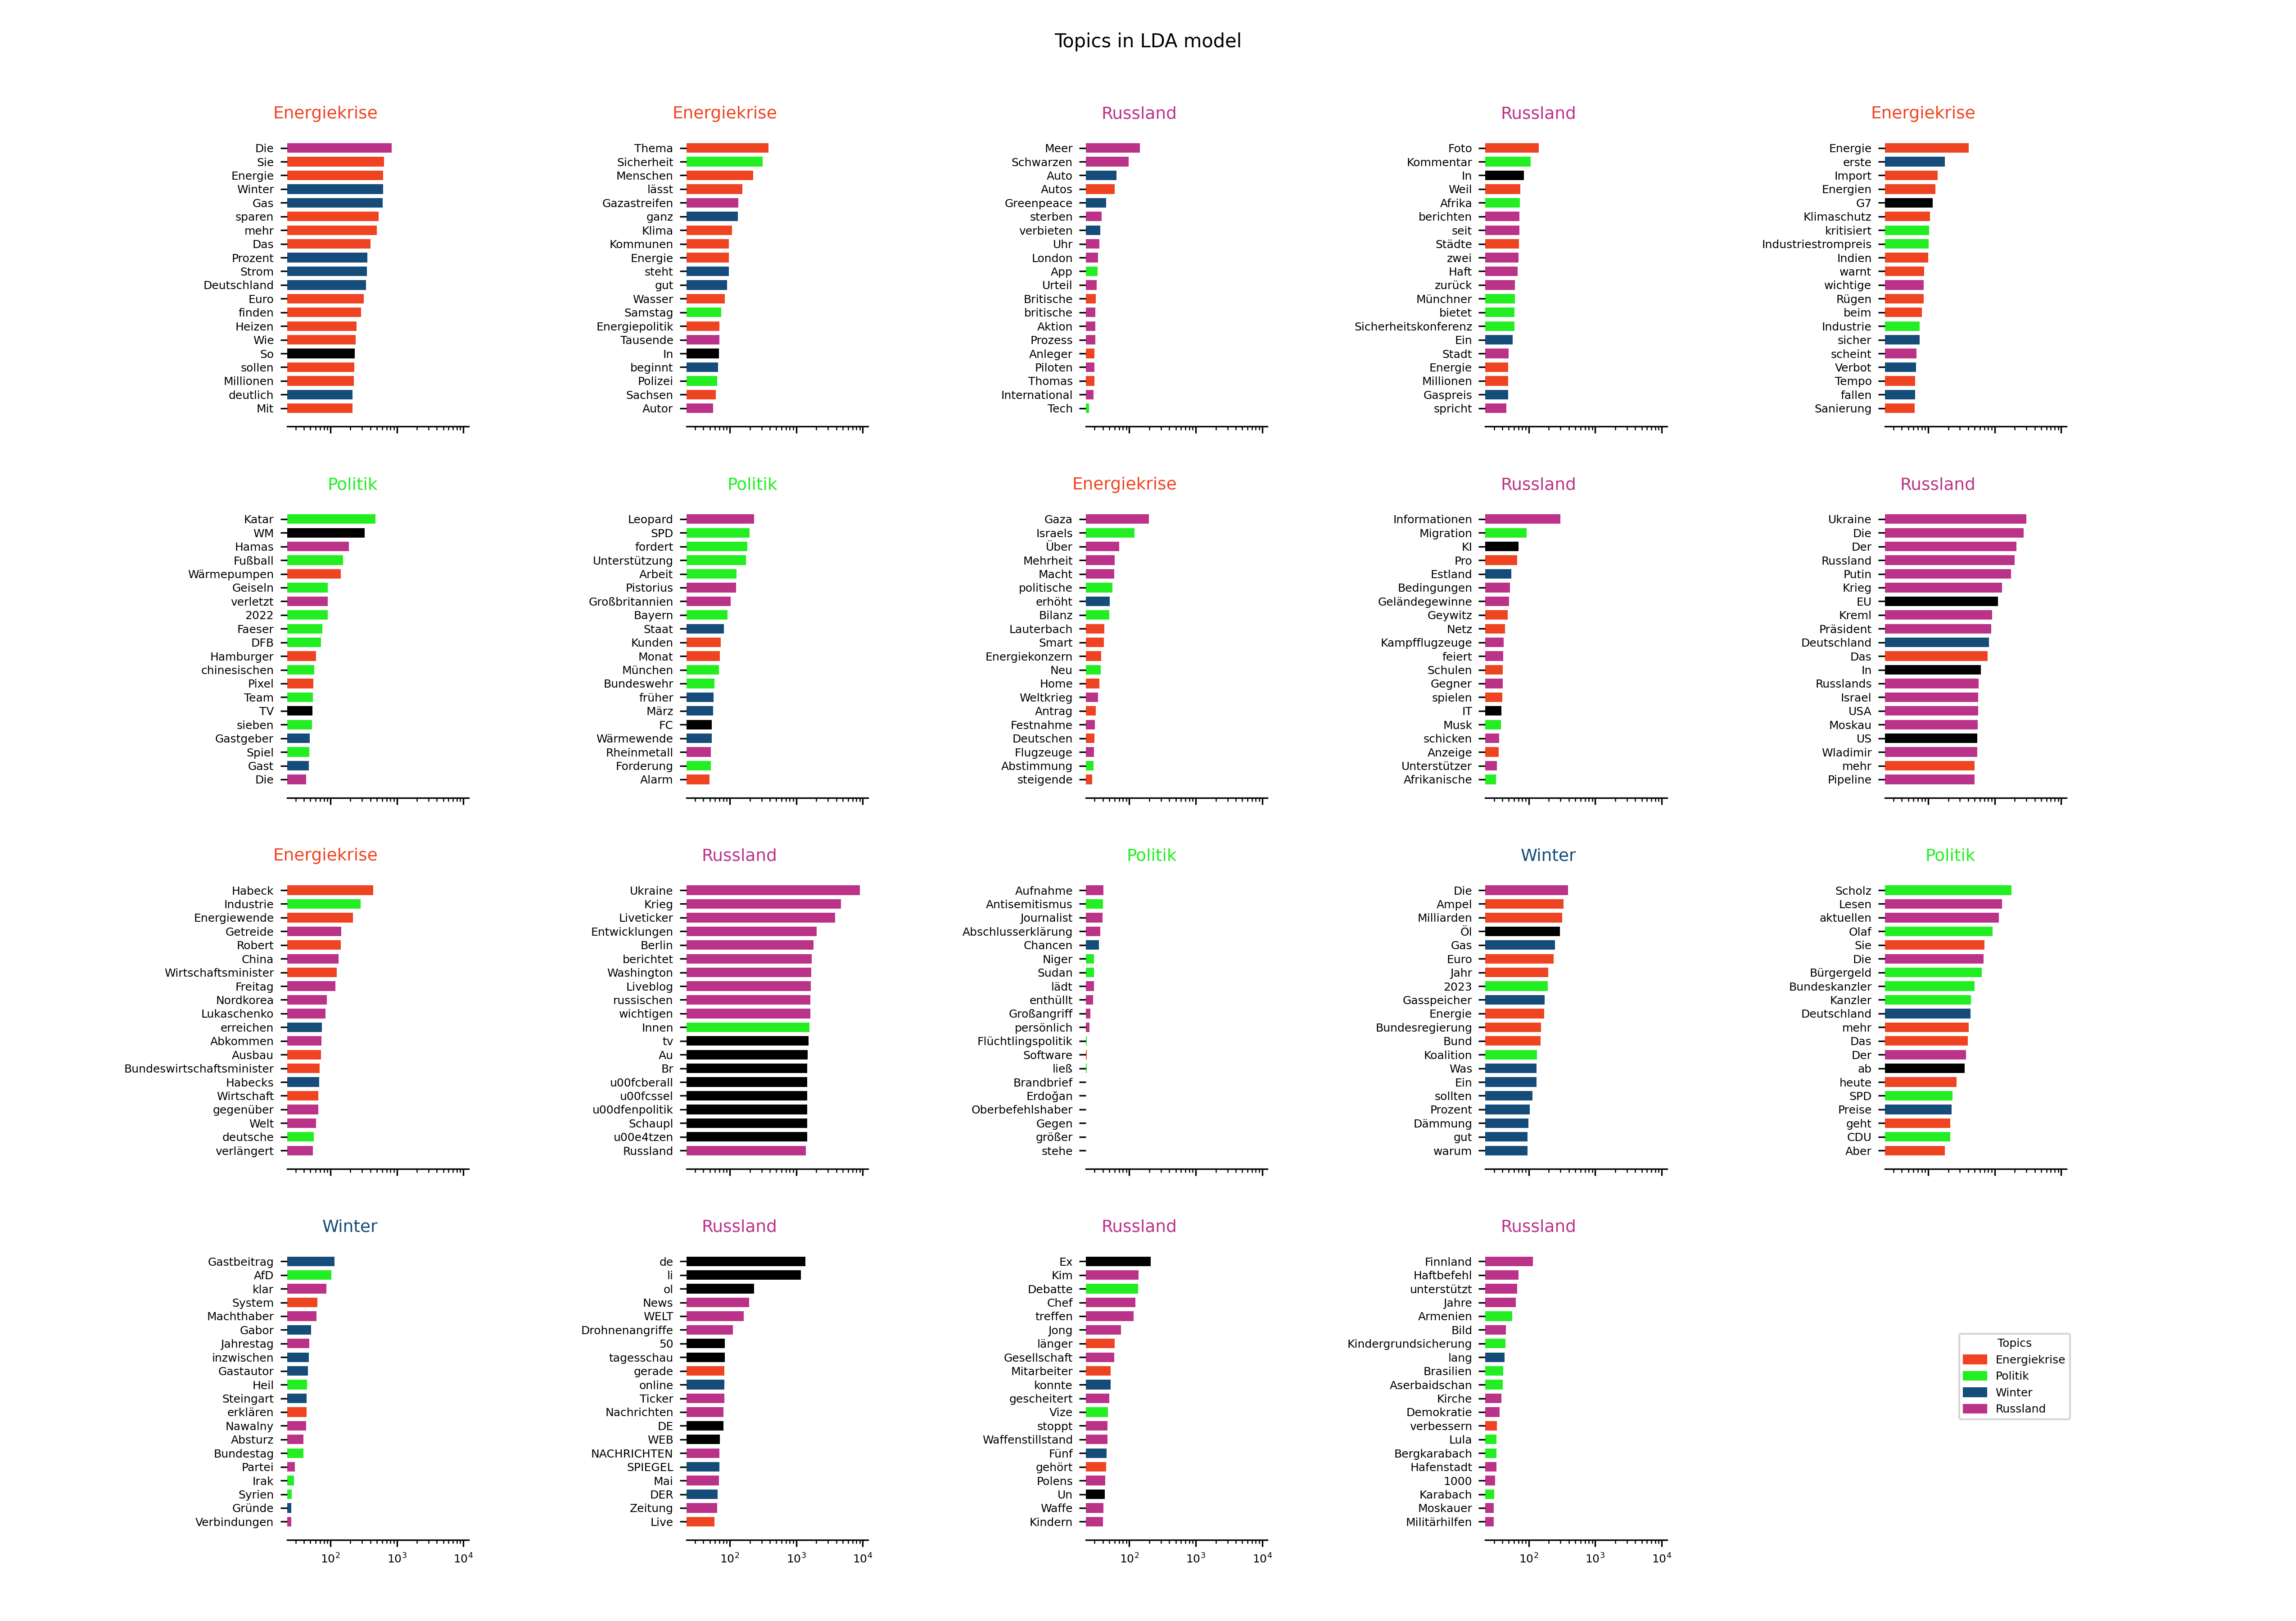 Topics in LDA model
Energiekrise
Die
Sie
Energie
Winter
Gas
sparen
mehr
Das
Prozent
Strom
Deutschland
Euro
finden
Heizen
Wie
So
sollen
Millionen
deutlich
Mit
Energiekrise
Thema
Sicherheit
Menschen
lässt
Gazastreifen
ganz
Klima
Kommunen
Energie
steht
gut
Wasser
Samstag
Energiepolitik
Tausende
In
beginnt
Polizei
Sachsen
Autor
Russland
Meer
Schwarzen
Auto
Autos
Greenpeace
sterben
verbieten
Uhr
London
App
Urteil
Britische
britische
Aktion
Prozess
Anleger
Piloten
Thomas
International
Tech
Russland
Foto
Kommentar
In
Weil
Afrika
berichten
seit
Städte
zwei
Haft
zurück
Münchner
bietet
Sicherheitskonferenz
Ein
Stadt
Energie
Millionen
Gaspreis
spricht
Energiekrise
Energie
erste
Import
Energien
G7
Klimaschutz
kritisiert
Industriestrompreis
Indien
warnt
wichtige
Rügen
beim
Industrie
sicher
scheint
Verbot
Tempo
fallen
Sanierung
Politik
Katar
WM
Hamas
Fußball
Wärmepumpen
Geiseln
verletzt
2022
Faeser
DFB
Hamburger
chinesischen
Pixel
Team
TV
sieben
Gastgeber
Spiel
Gast
Die
Politik
Leopard
SPD
fordert
Unterstützung
Arbeit
Pistorius
Großbritannien
Bayern
Staat
Kunden
Monat
München
Bundeswehr
früher
März
FC
Wärmewende
Rheinmetall
Forderung
Alarm
Energiekrise
Gaza
Israels
Über
Mehrheit
Macht
politische
erhöht
Bilanz
Lauterbach
Smart
Energiekonzern
Neu
Home
Weltkrieg
Antrag
Festnahme
Deutschen
Flugzeuge
Abstimmung
steigende
Russland
Informationen
Migration
KI
Pro
Estland
Bedingungen
Geländegewinne
Geywitz
Netz
Kampfflugzeuge
feiert
Schulen
Gegner
spielen
IT
Musk
schicken
Anzeige
Unterstützer
Afrikanische
Russland
Ukraine
Die
Der
Russland
Putin
Krieg
EU
Kreml
Präsident
Deutschland
Das
In
Russlands
Israel
USA
Moskau
US
Wladimir
mehr
Pipeline
Energiekrise
Habeck
Industrie
Energiewende
Getreide
Robert
China
Wirtschaftsminister
Freitag
Nordkorea
Lukaschenko
erreichen
Abkommen
Ausbau
Bundeswirtschaftsminister
Habecks
Wirtschaft
gegenüber
Welt
deutsche
verlängert
Russland
Ukraine
Krieg
Liveticker
Entwicklungen
Berlin
berichtet
Washington
Liveblog
russischen
wichtigen
Innen
tv
Au
Br
u00fcberall
u00fcssel
u00dfenpolitik
Schaupl
u00e4tzen
Russland
Politik
Aufnahme
Antisemitismus
Journalist
Abschlusserklärung
Chancen
Niger
Sudan
lädt
enthüllt
Großangriff
persönlich
Flüchtlingspolitik
Software
ließ
Brandbrief
Erdoğan
Oberbefehlshaber
Gegen
größer
stehe
Winter
Die
Ampel
Milliarden
Öl
Gas
Euro
Jahr
2023
Gasspeicher
Energie
Bundesregierung
Bund
Koalition
Was
Ein
sollten
Prozent
Dämmung
gut
warum
Politik
Scholz
Lesen
aktuellen
Olaf
Sie
Die
Bürgergeld
Bundeskanzler
Kanzler
Deutschland
mehr
Das
Der
ab
heute
SPD
Preise
geht
CDU
Aber
Winter
Gastbeitrag
AfD
klar
System
Machthaber
Gabor
Jahrestag
inzwischen
Gastautor
Heil
Steingart
erklären
Nawalny
Absturz
Bundestag
Partei
Irak
Syrien
Gründe
Verbindungen
10² 10³ 10⁴
Russland
de
li
ol
News
WELT
Drohnenangriffe
50
tagesschau
gerade
online
Ticker
Nachrichten
DE
WEB
NACHRICHTEN
SPIEGEL
Mai
DER
Zeitung
Live
10² 10³ 10⁴
Russland
Ex
Kim
Debatte
Chef
treffen
Jong
länger
Gesellschaft
Mitarbeiter
konnte
gescheitert
Vize
stoppt
Waffenstillstand
Fünf
gehört
Polens
Un
Waffe
Kindern
10² 10³ 10⁴
Russland
Finnland
Haftbefehl
unterstützt
Jahre
Armenien
Bild
Kindergrundsicherung
lang
Brasilien
Aserbaidschan
Kirche
Demokratie
verbessern
Lula
Bergkarabach
Hafenstadt
1000
Karabach
Moskauer
Militärhilfen
10² 10³ 10⁴
Topics
Energiekrise
Politik
Winter
Russland